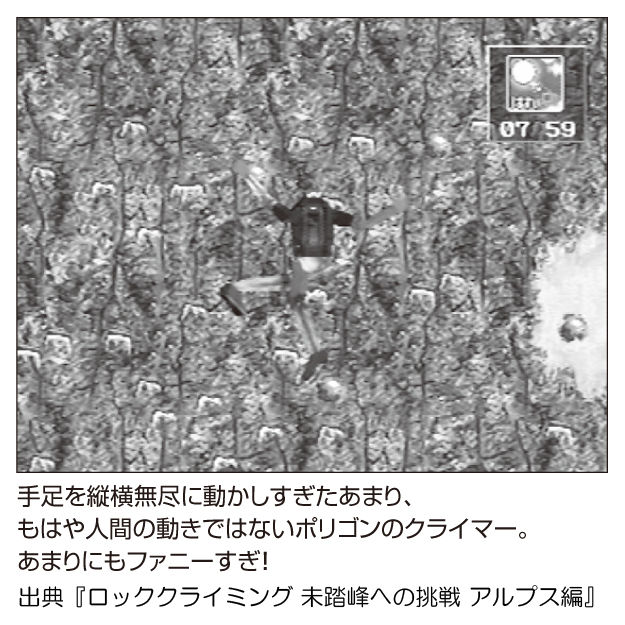 はれ
07:59
手足を縦横無尽に動かしすぎたあまり、
もはや人間の動きではないポリゴンのクライマー。
あまりにもファニーすぎ!
出典『ロッククライミング 未踏峰への挑戦 アルプス編』